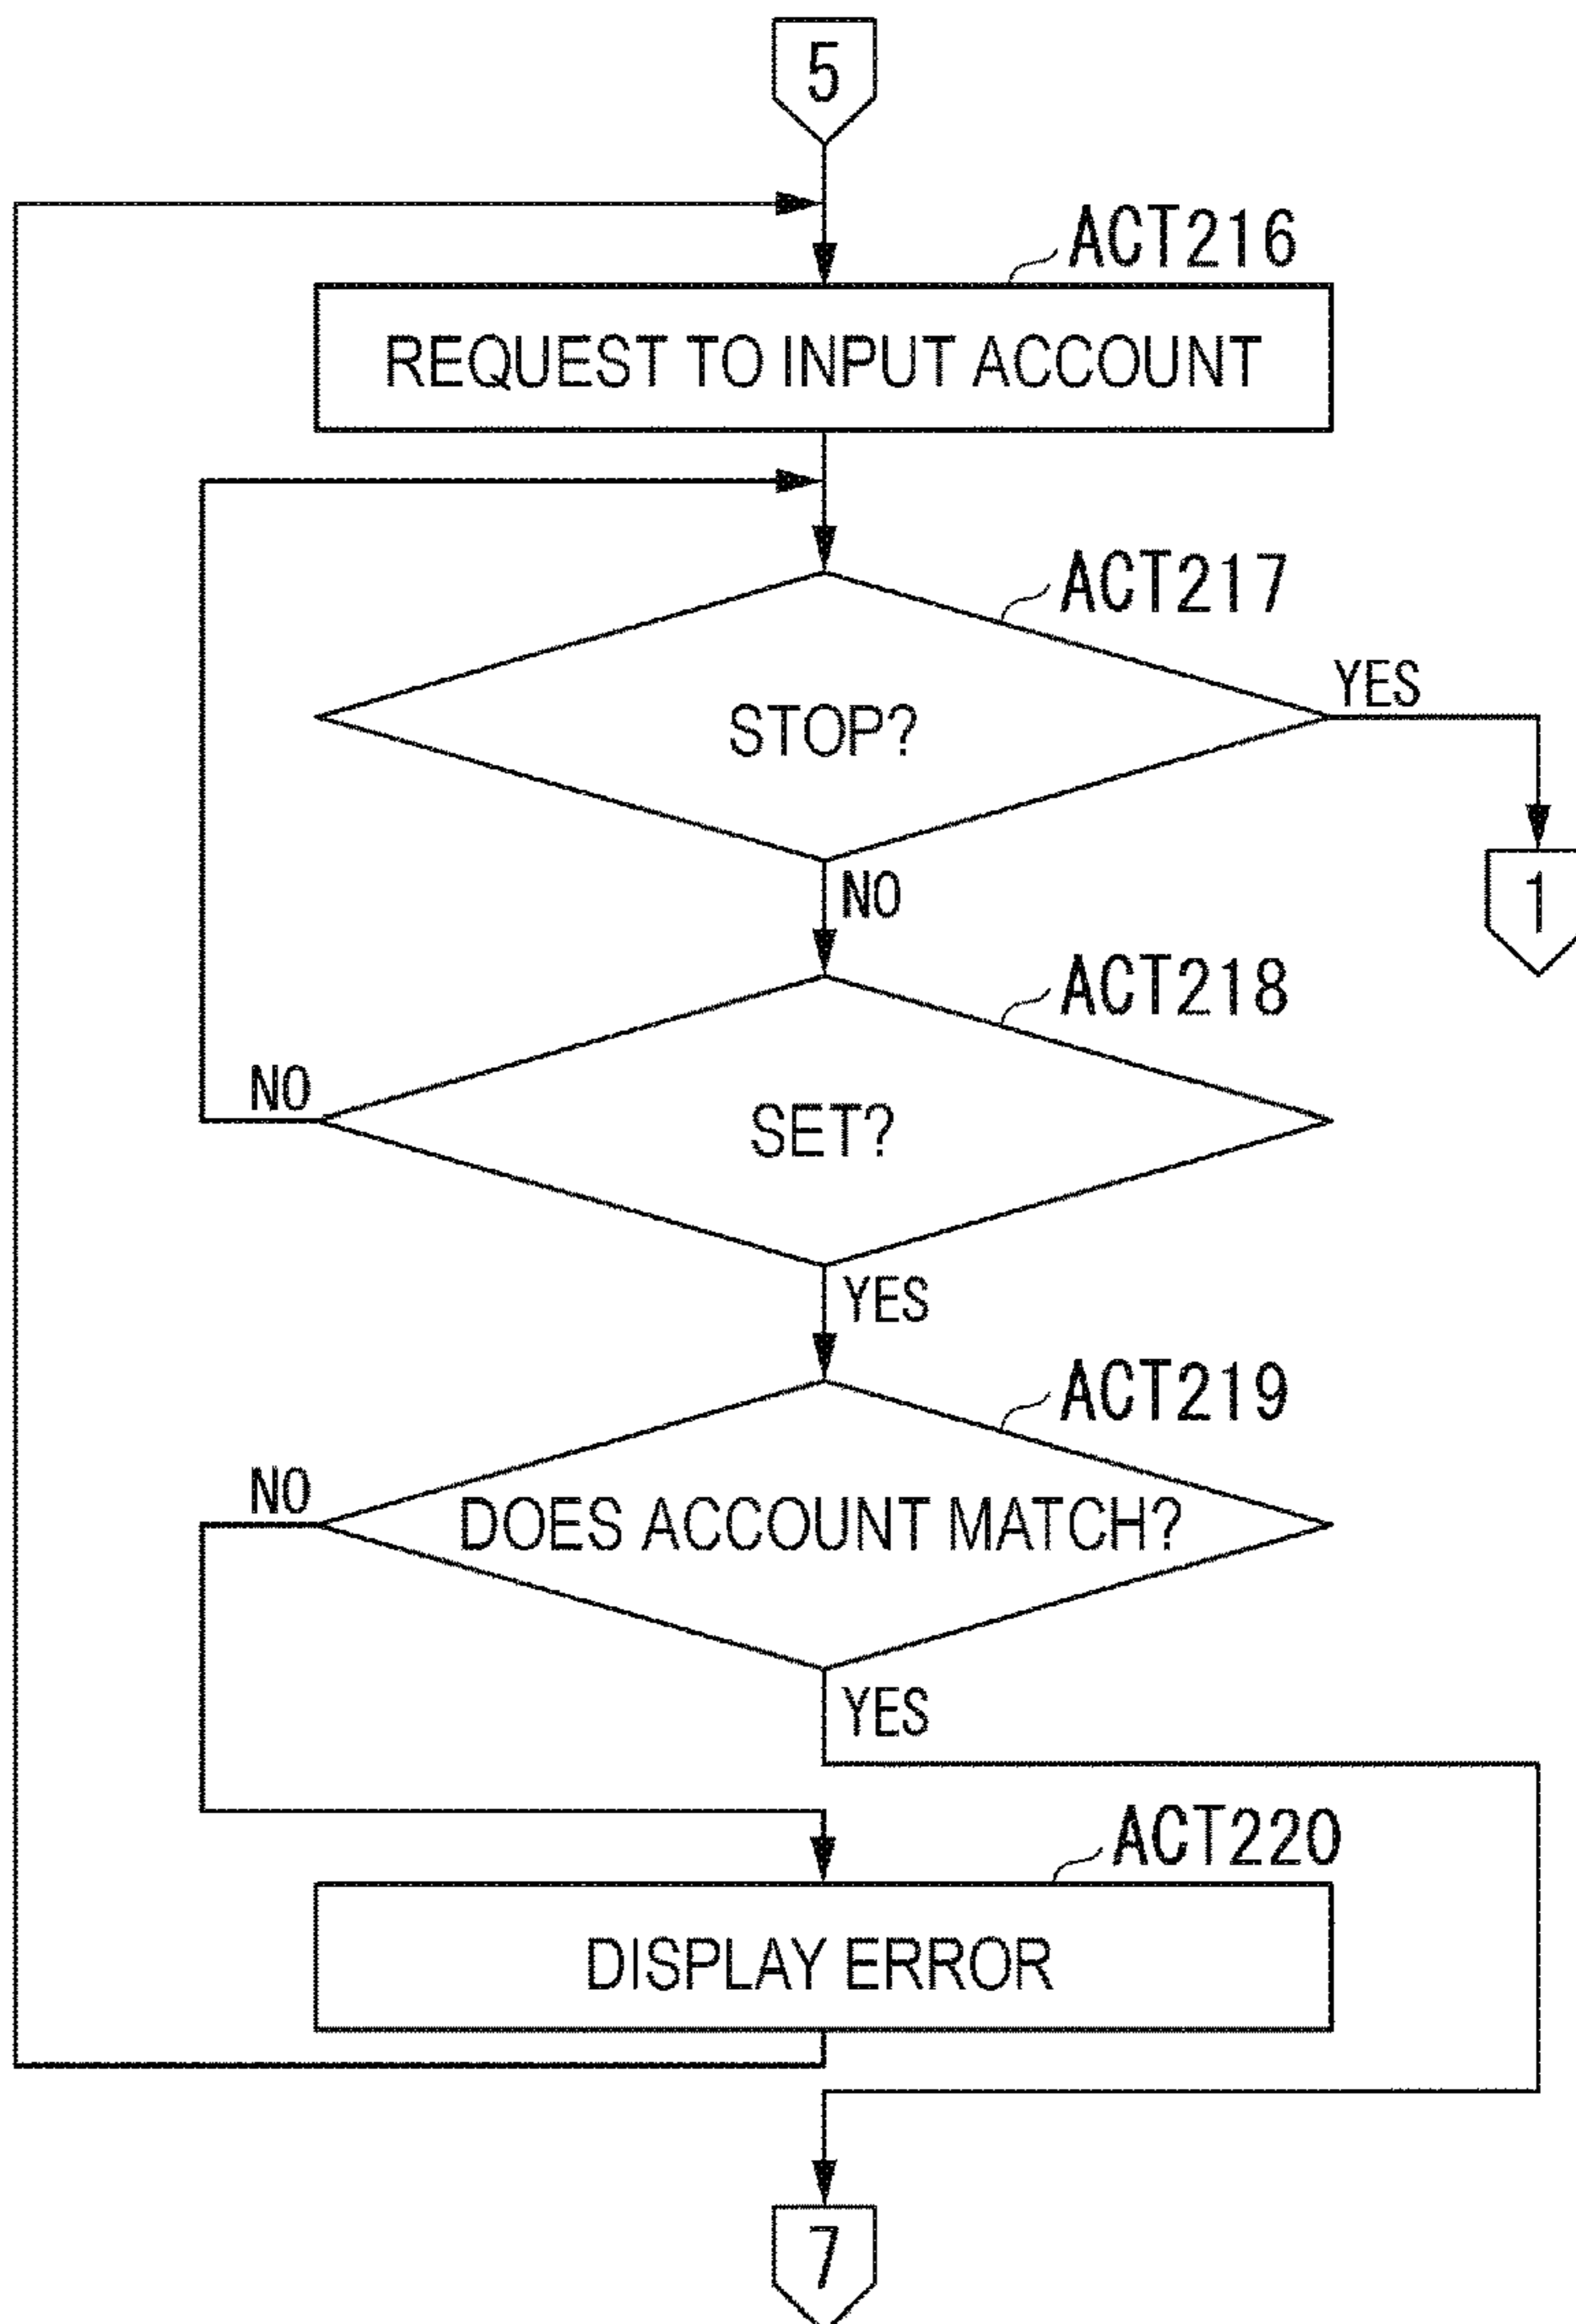 5
ACT216
REQUEST TO INPUT ACCOUNT
ACT217
STOP?
YES
NO
1
ACT218
SET?
NO
YES
ACT219
DOES ACCOUNT MATCH?
NO
YES
ACT220
DISPLAY ERROR
7